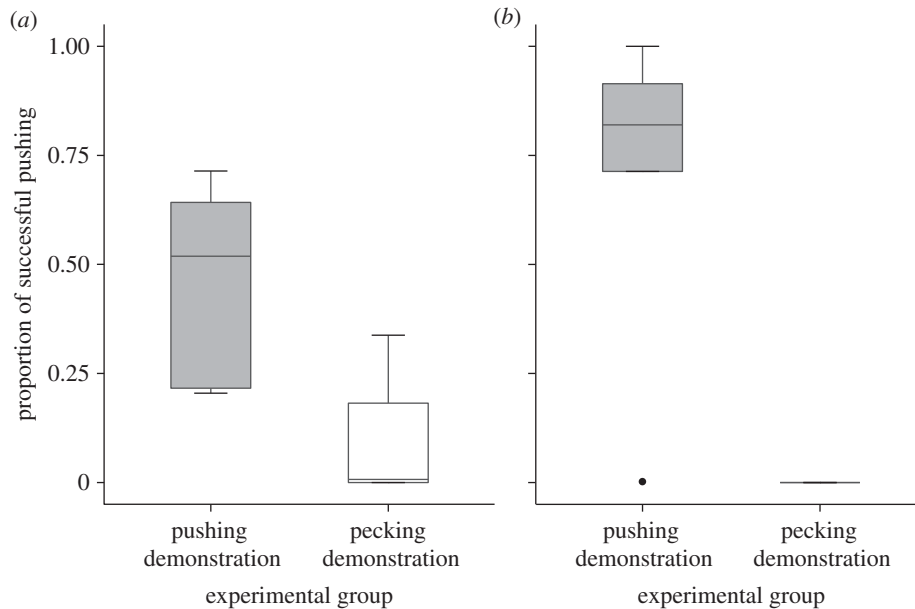 (a)
(b)
proportion of successful pushing
1.00
0.75
0.50
0.25
0
pushing
demonstration
pecking
demonstration
experimental group
pushing
demonstration
pecking
demonstration
experimental group